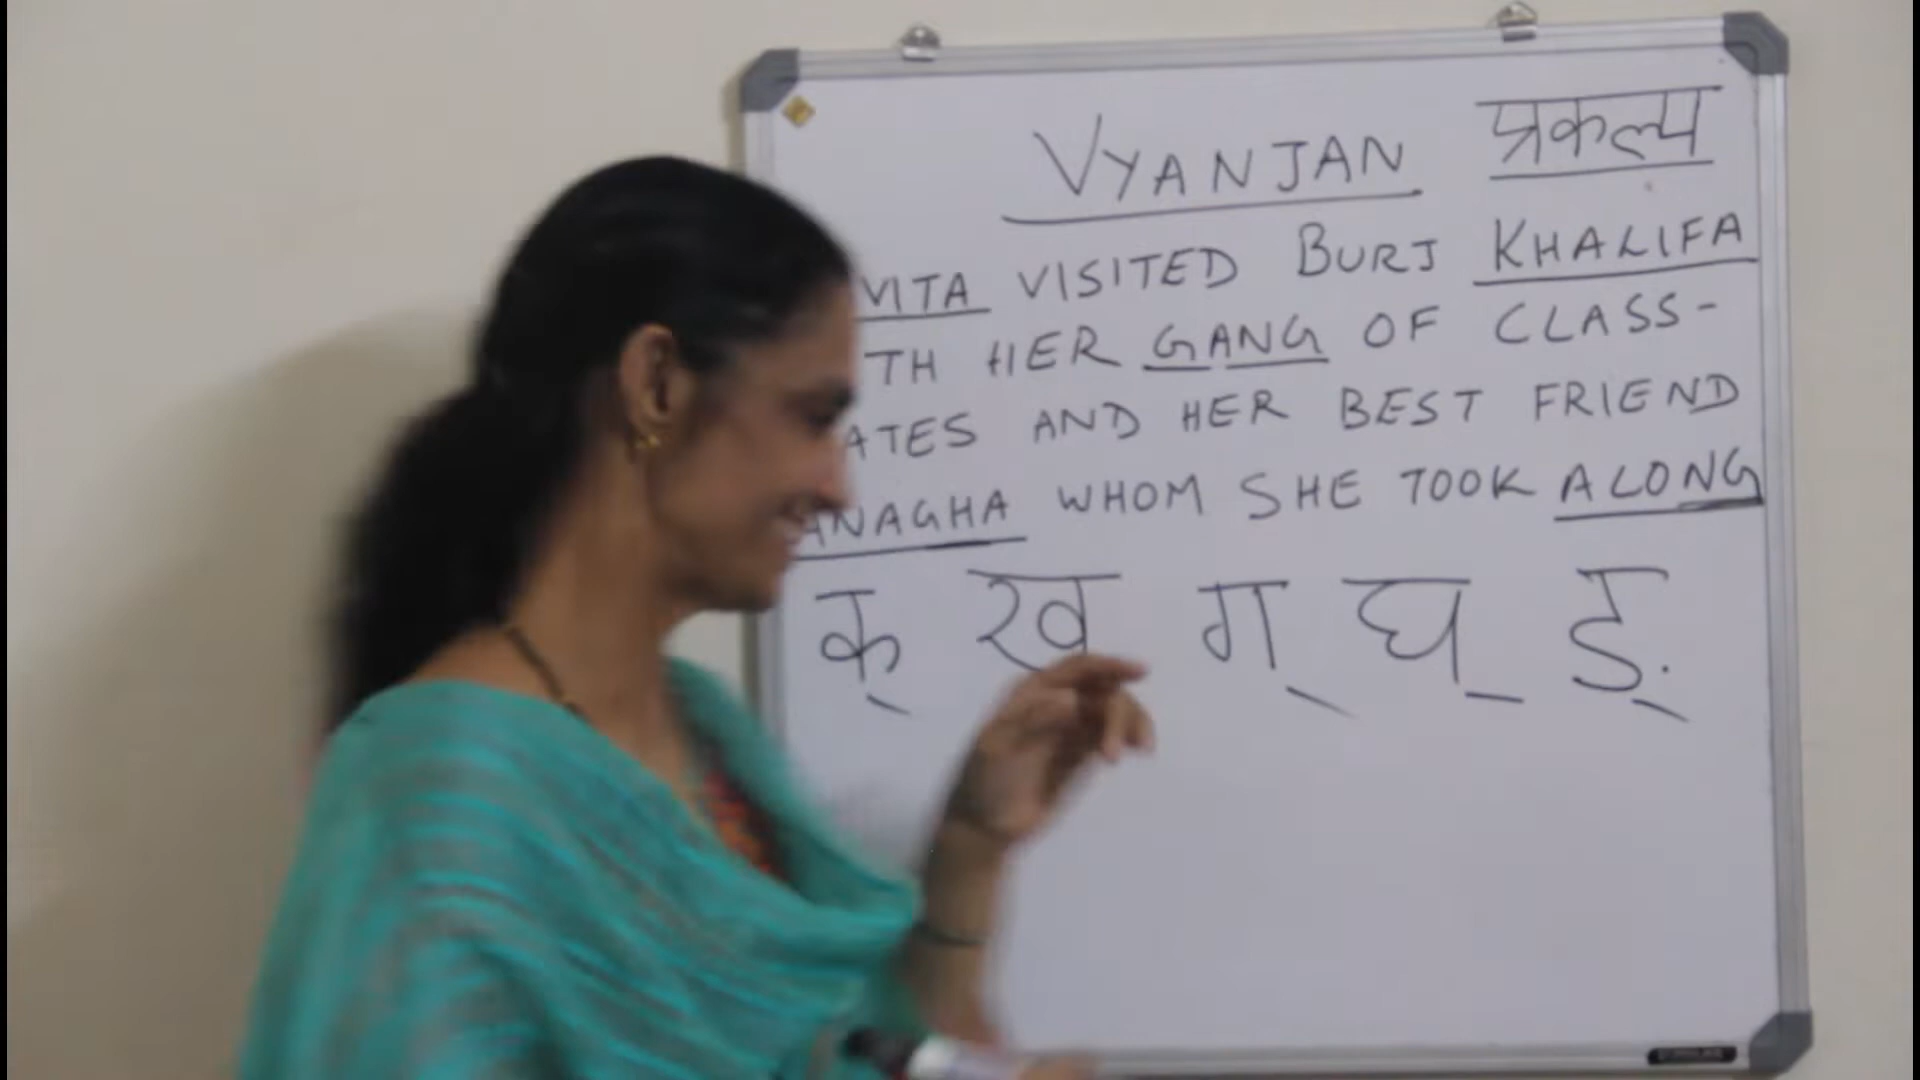 VYANJAN प्रकल्प
VITA VISITED BURJ KHALIFA
TH HER GANG OF CLASS-
ATES AND HER BEST FRIEND
ANAGHA WHOM SHE TOOK ALONG
क् ख ग् घ् ङ्